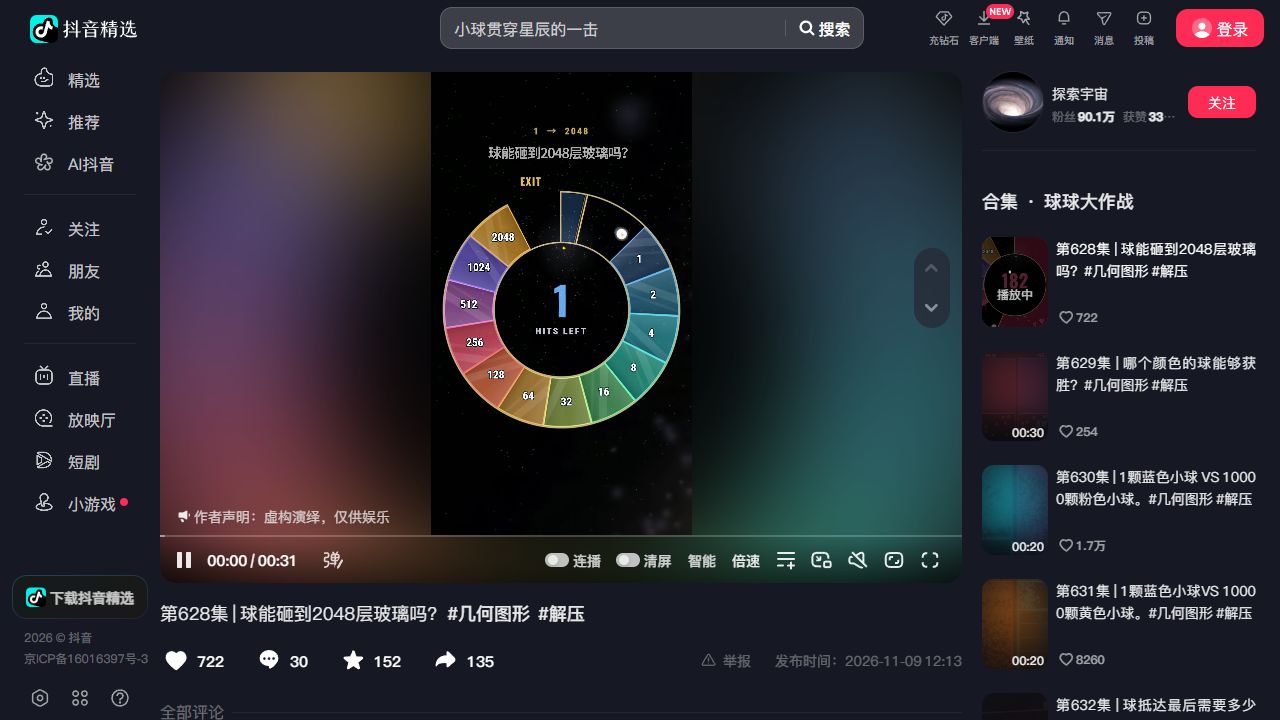 抖音精选
小球贯穿星辰的一击
搜索
充钻石
客户端
NEW
壁纸
通知
消息
投稿
登录
精选
推荐
AI抖音
关注
朋友
我的
直播
放映厅
短剧
小游戏
下载抖音精选
2026 © 抖音
京ICP备16016397号-3
1 → 2048
球能砸到2048层玻璃吗?
EXIT
2048
1024
512
256
128
64
32
16
8
4
2
1
1
HITS LEFT
作者声明：虚构演绎，仅供娱乐
00:00 / 00:31
弹
连播
清屏
智能
倍速
第628集 | 球能砸到2048层玻璃吗？ #几何图形 #解压
722
30
152
135
举报
发布时间：2026-11-09 12:13
全部评论
探索宇宙
粉丝 90.1万 获赞 33···
关注
合集 · 球球大作战
182
播放中
第628集 | 球能砸到2048层玻璃
吗？#几何图形 #解压
722
00:30
第629集 | 哪个颜色的球能够获
胜？#几何图形 #解压
254
00:20
第630集 | 1颗蓝色小球 VS 1000
0颗粉色小球。#几何图形 #解压
1.7万
00:20
第631集 | 1颗蓝色小球VS 1000
0颗黄色小球。#几何图形 #解压
8260
第632集 | 球抵达最后需要多少